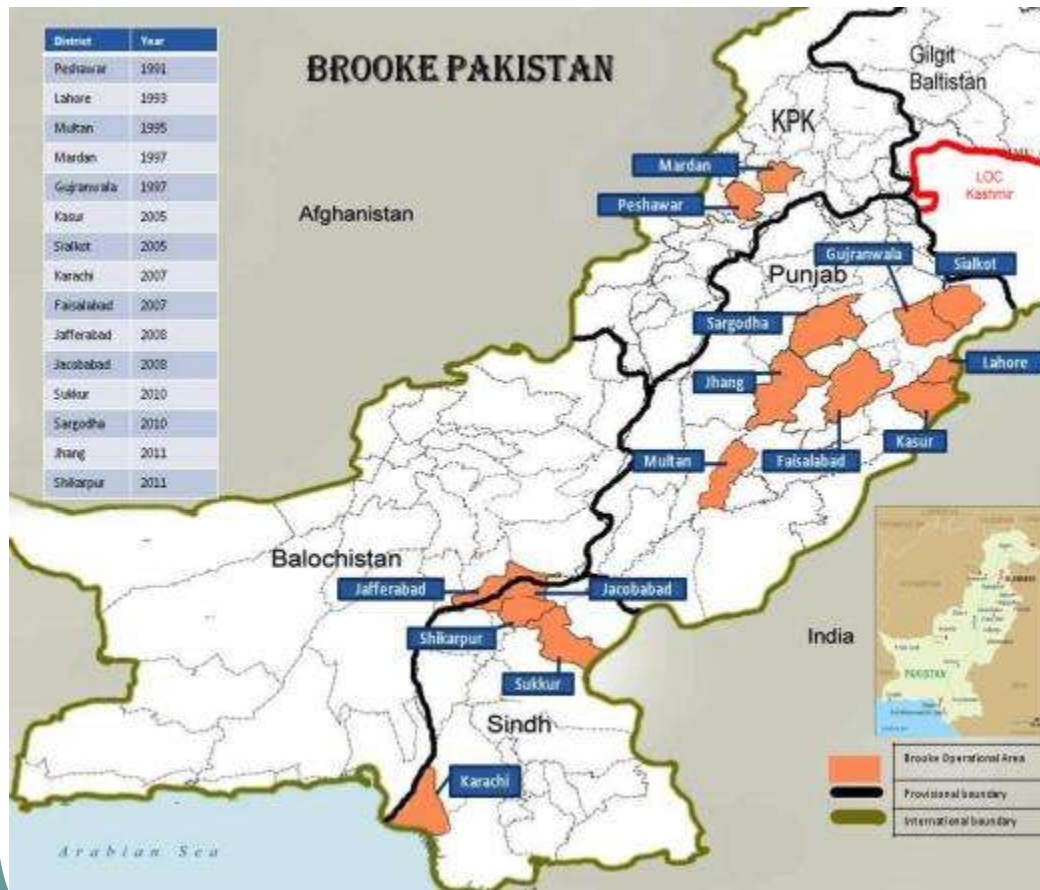 BROOKE PAKISTAN
District Year
Peshawar 1991
Lahore 1993
Multan 1995
Mardan 1997
Gujranwala 1997
Kasur 2005
Sialkot 2005
Karachi 2007
Faisalabad 2007
Jafferabad 2008
Jacobabad 2008
Sukkur 2010
Sargodha 2010
Jhang 2011
Shikarpur 2011
Gilgit
Baltistan
KPK
LOC
Kashmir
Mardan
Peshawar
Afghanistan
Gujranwala
Sialkot
Punjab
Sargodha
Lahore
Jhang
Kasur
Multan
Faisalabad
Balochistan
Jafferabad
Jacobabad
Shikarpur
India
Sukkur
Sindh
Karachi
Arabian Sea
PAKISTAN
Brooke Operational Area
Provisional boundary
International boundary